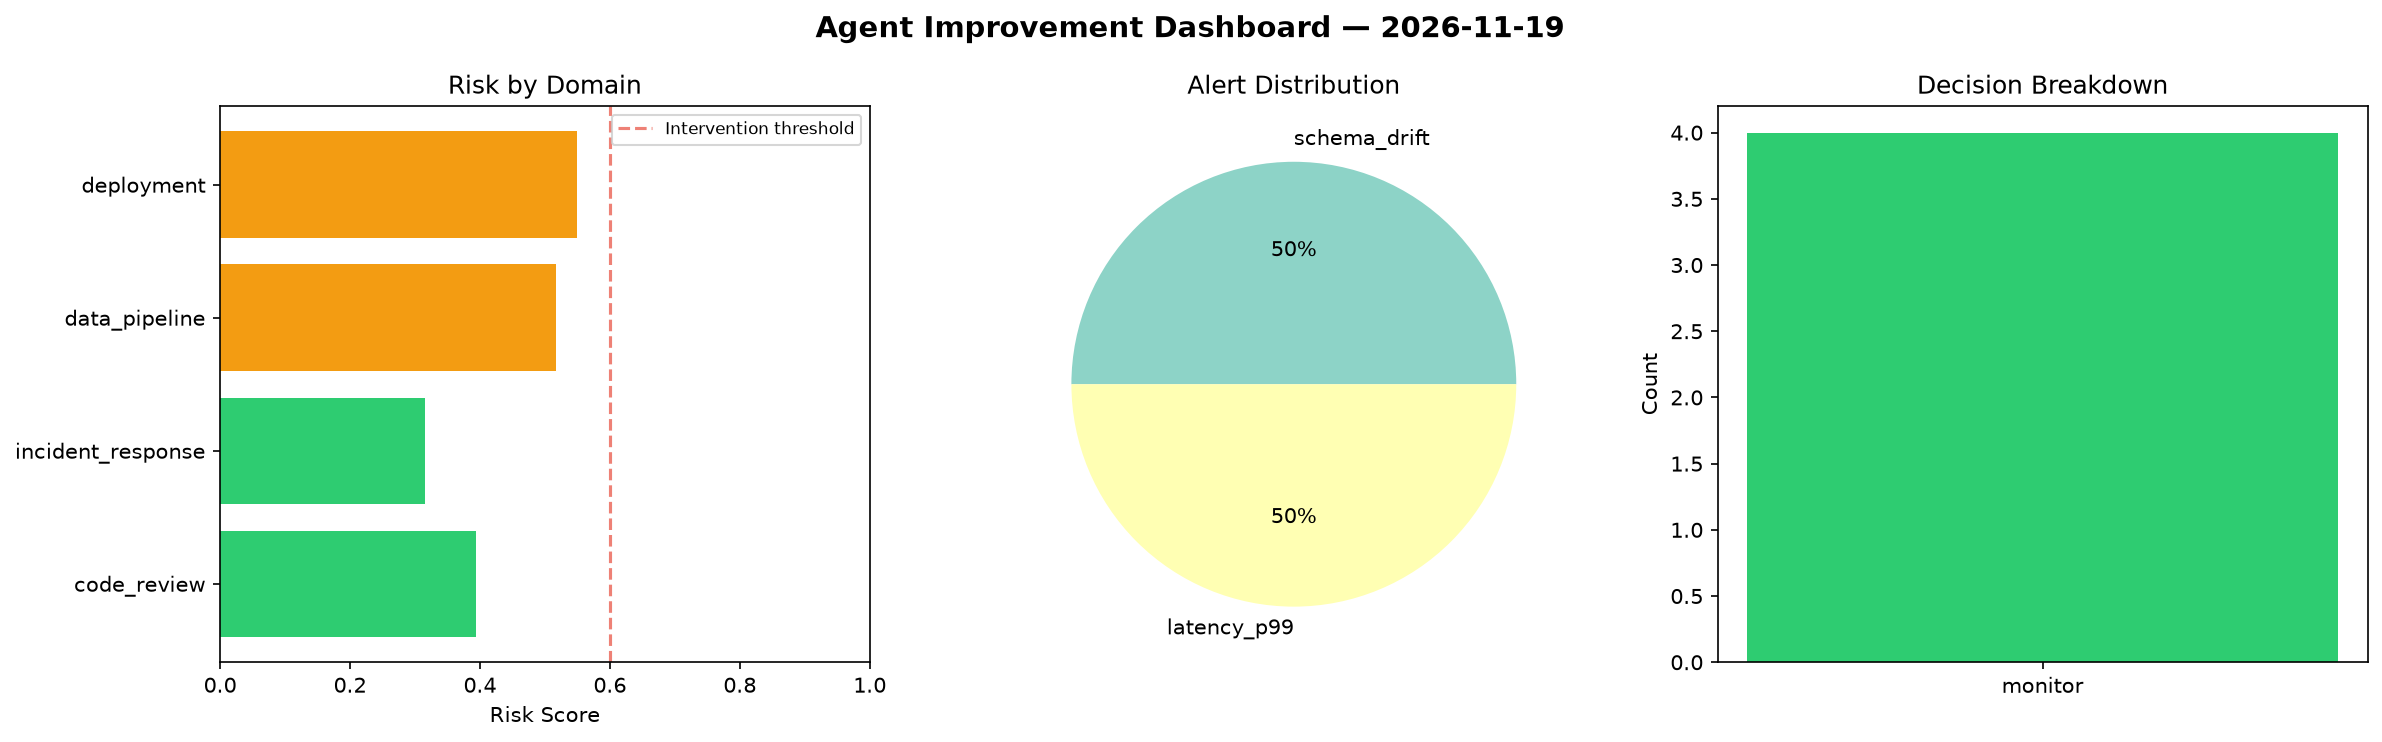 Agent Improvement Dashboard — 2026-11-19
Risk by Domain
Intervention threshold
deployment
data_pipeline
incident_response
code_review
0.0 0.2 0.4 0.6 0.8 1.0
Risk Score
Alert Distribution
schema_drift
50%
50%
latency_p99
Decision Breakdown
4.0
3.5
3.0
2.5
2.0
1.5
1.0
0.5
0.0
Count
monitor